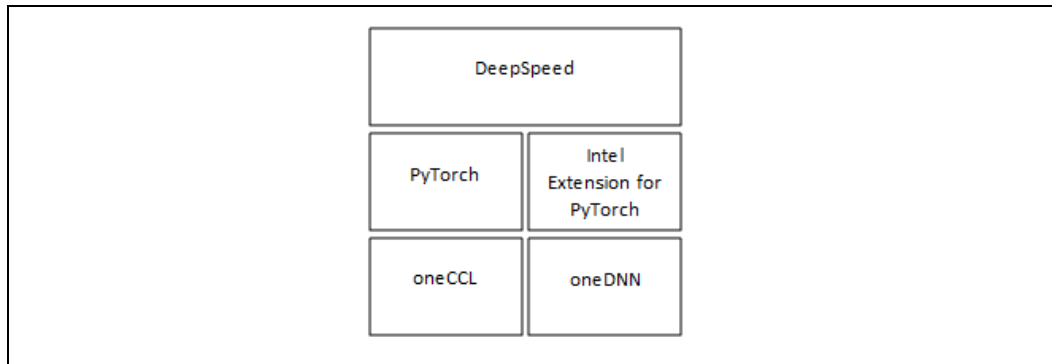 DeepSpeed
PyTorch
Intel
Extension for
PyTorch
oneCCL
oneDNN